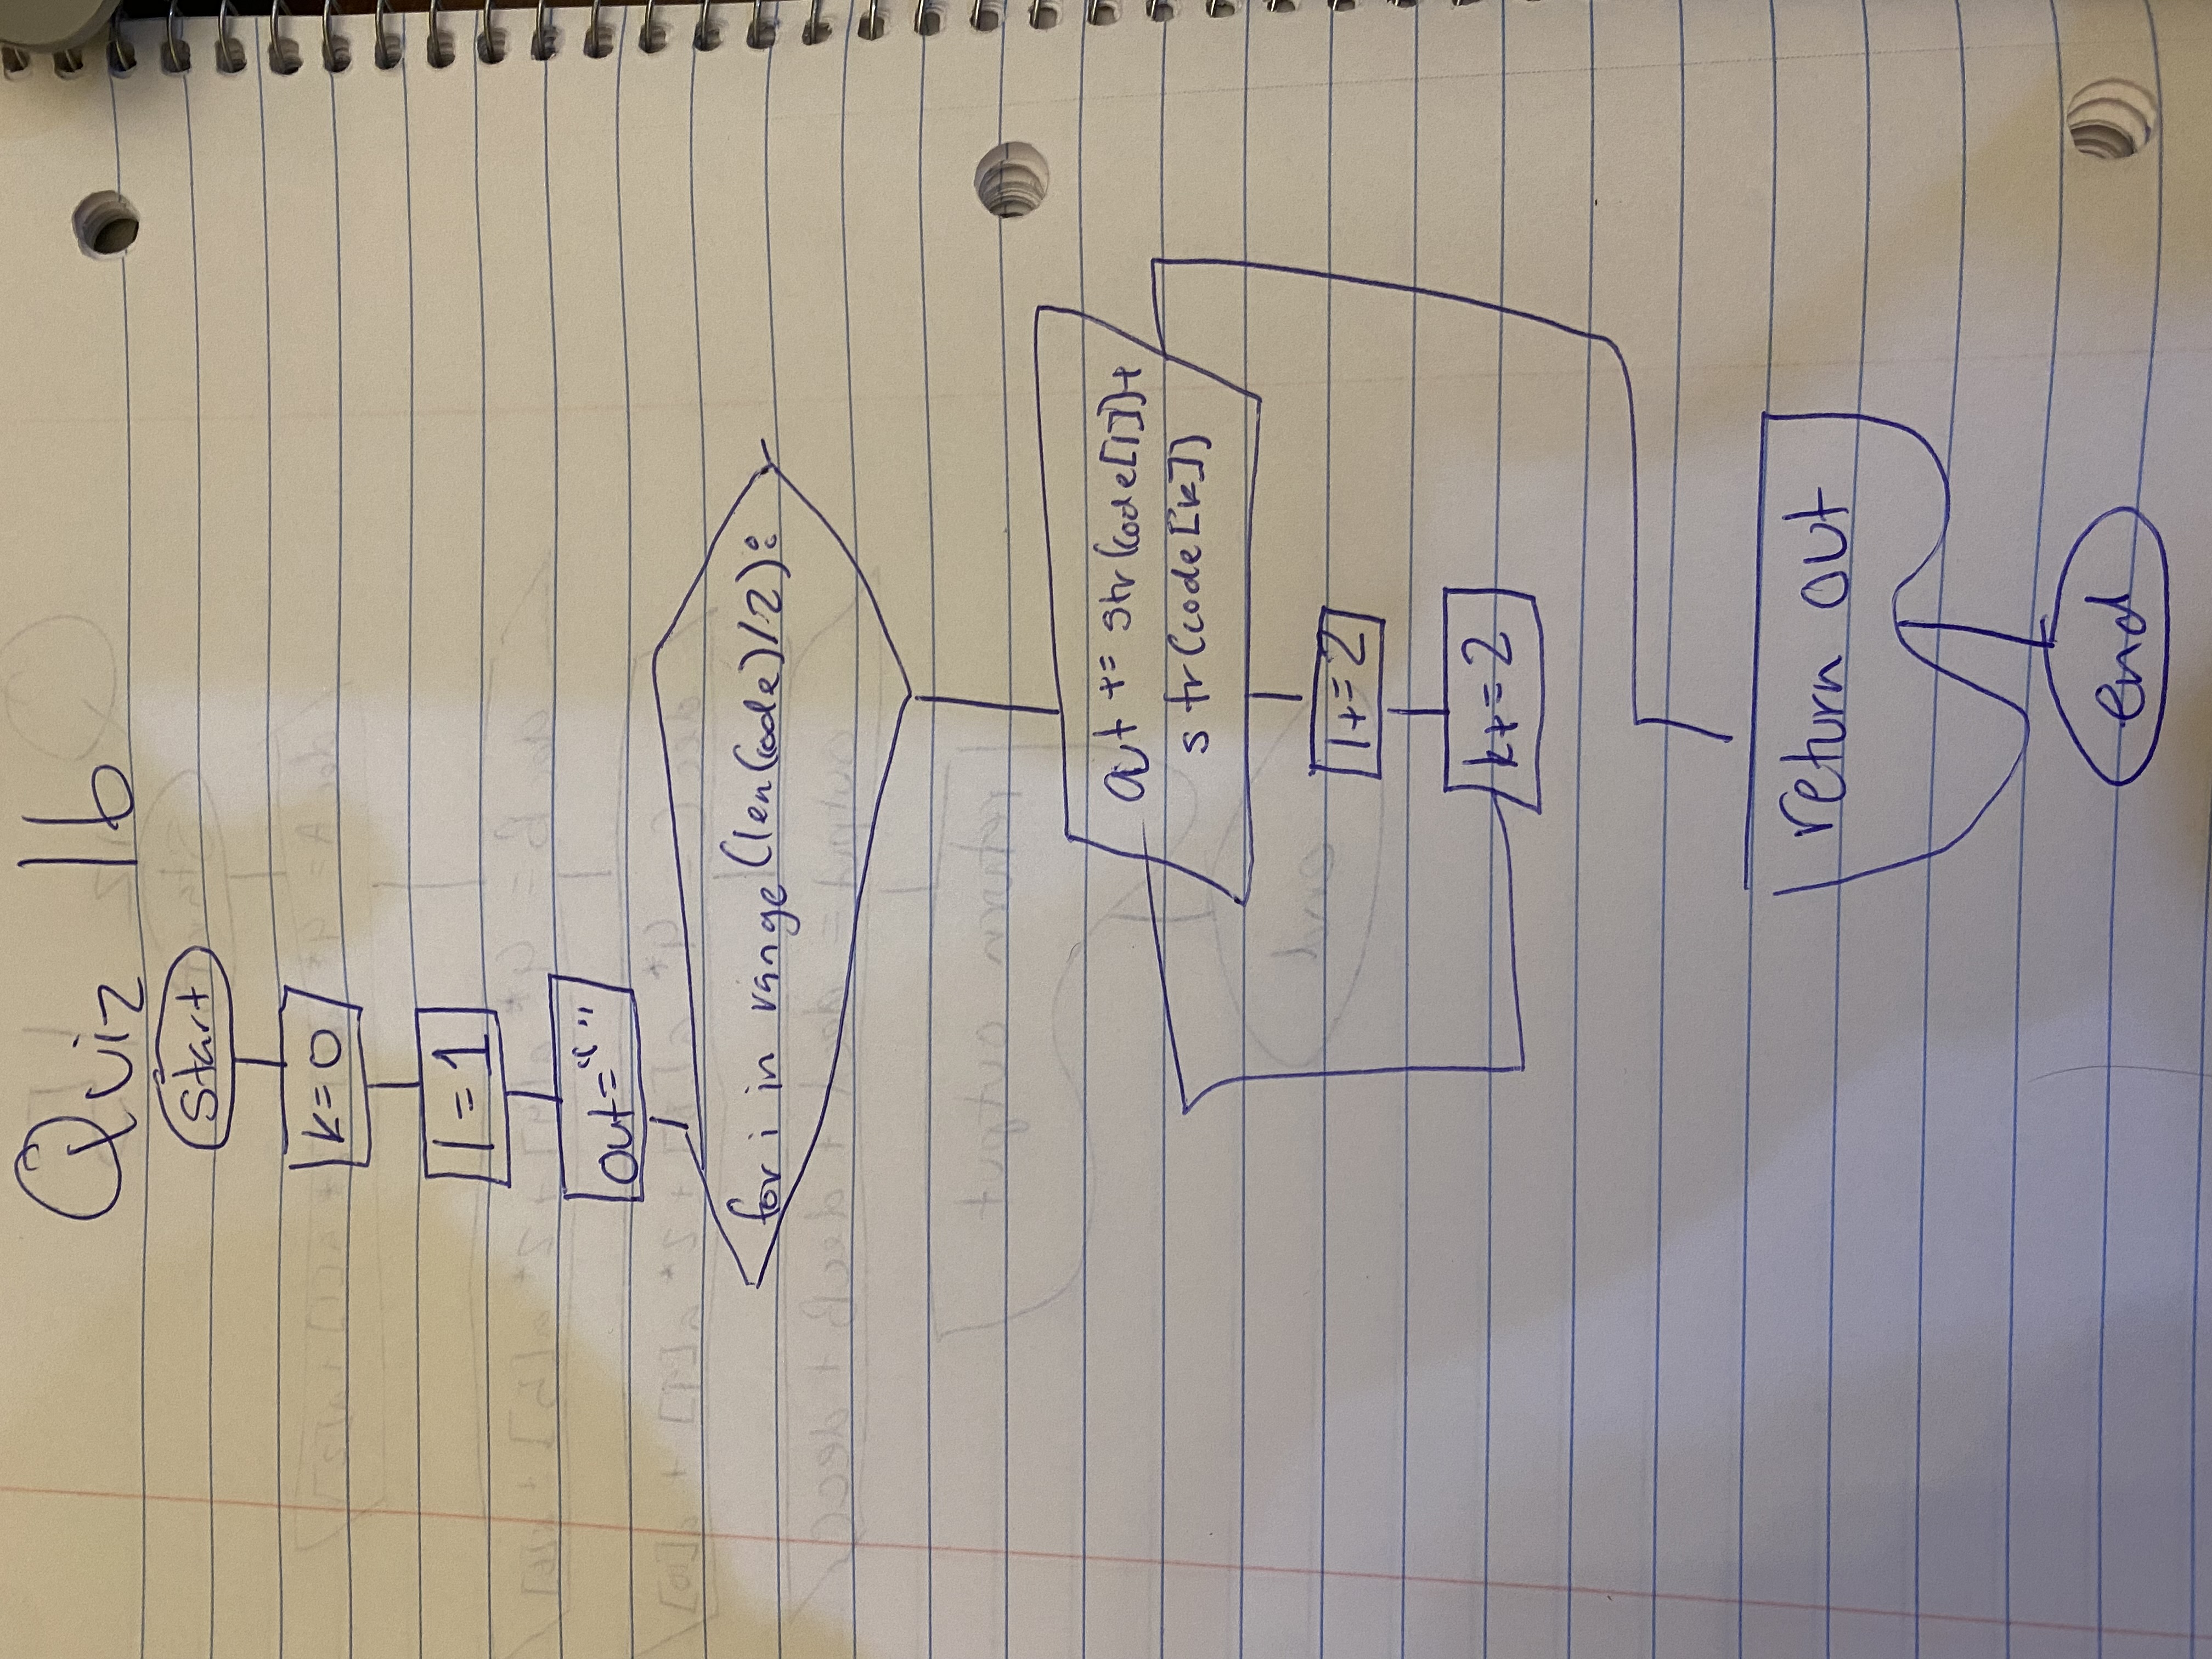 Quiz 16
start
k=0
l=1
out=“ ”
for i in range(len(code)/2):
out += str(code[l])+
str(code[k])
l+=2
k+=2
return out
end